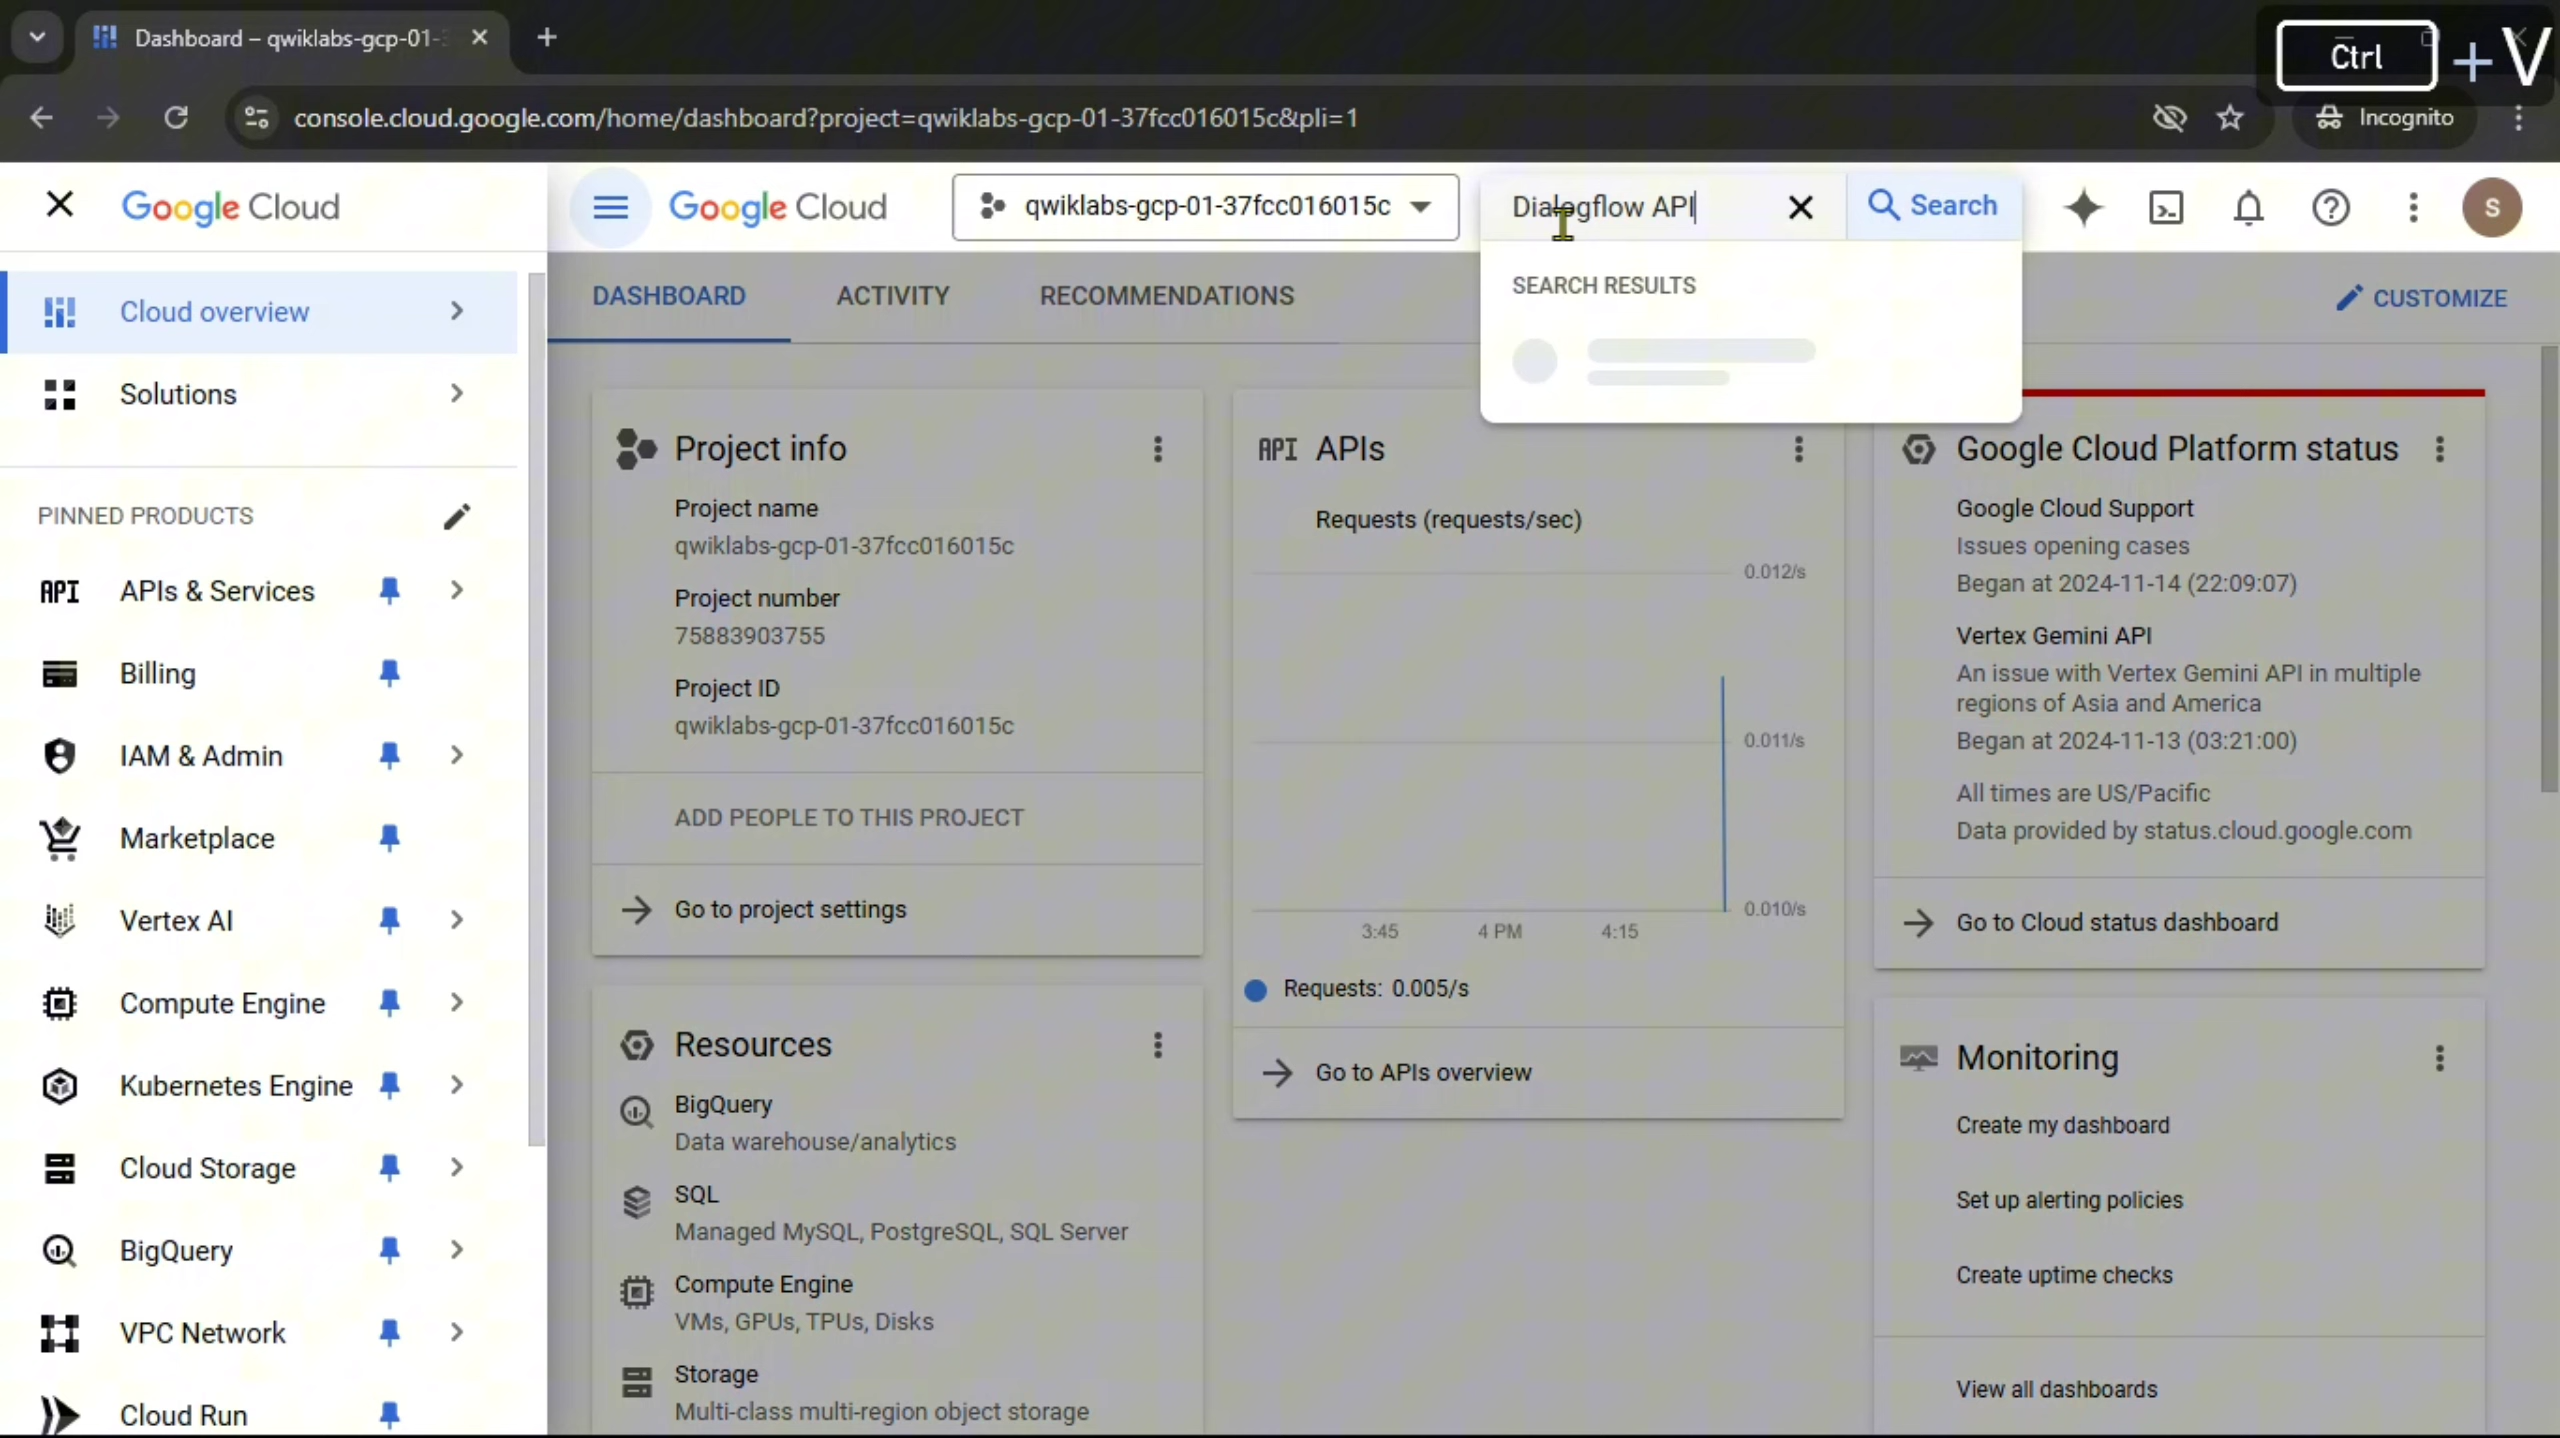 Dashboard – qwiklabs-gcp-01-
Ctrl + V
console.cloud.google.com/home/dashboard?project=qwiklabs-gcp-01-37fcc016015c&pli=1
Incognito
Google Cloud
Google Cloud
qwiklabs-gcp-01-37fcc016015c
Dialogflow API
Search
S
SEARCH RESULTS
Cloud overview
Solutions
PINNED PRODUCTS
API APIs & Services
Billing
IAM & Admin
Marketplace
Vertex AI
Compute Engine
Kubernetes Engine
Cloud Storage
BigQuery
VPC Network
Cloud Run
DASHBOARD
ACTIVITY
RECOMMENDATIONS
CUSTOMIZE
Project info
Project name
qwiklabs-gcp-01-37fcc016015c
Project number
75883903755
Project ID
qwiklabs-gcp-01-37fcc016015c
ADD PEOPLE TO THIS PROJECT
Go to project settings
Resources
BigQuery
Data warehouse/analytics
SQL
Managed MySQL, PostgreSQL, SQL Server
Compute Engine
VMs, GPUs, TPUs, Disks
Storage
Multi-class multi-region object storage
API APIs
Requests (requests/sec)
0.012/s
0.011/s
0.010/s
3:45
4 PM
4:15
Requests: 0.005/s
Go to APIs overview
Google Cloud Platform status
Google Cloud Support
Issues opening cases
Began at 2024-11-14 (22:09:07)
Vertex Gemini API
An issue with Vertex Gemini API in multiple
regions of Asia and America
Began at 2024-11-13 (03:21:00)
All times are US/Pacific
Data provided by status.cloud.google.com
Go to Cloud status dashboard
Monitoring
Create my dashboard
Set up alerting policies
Create uptime checks
View all dashboards